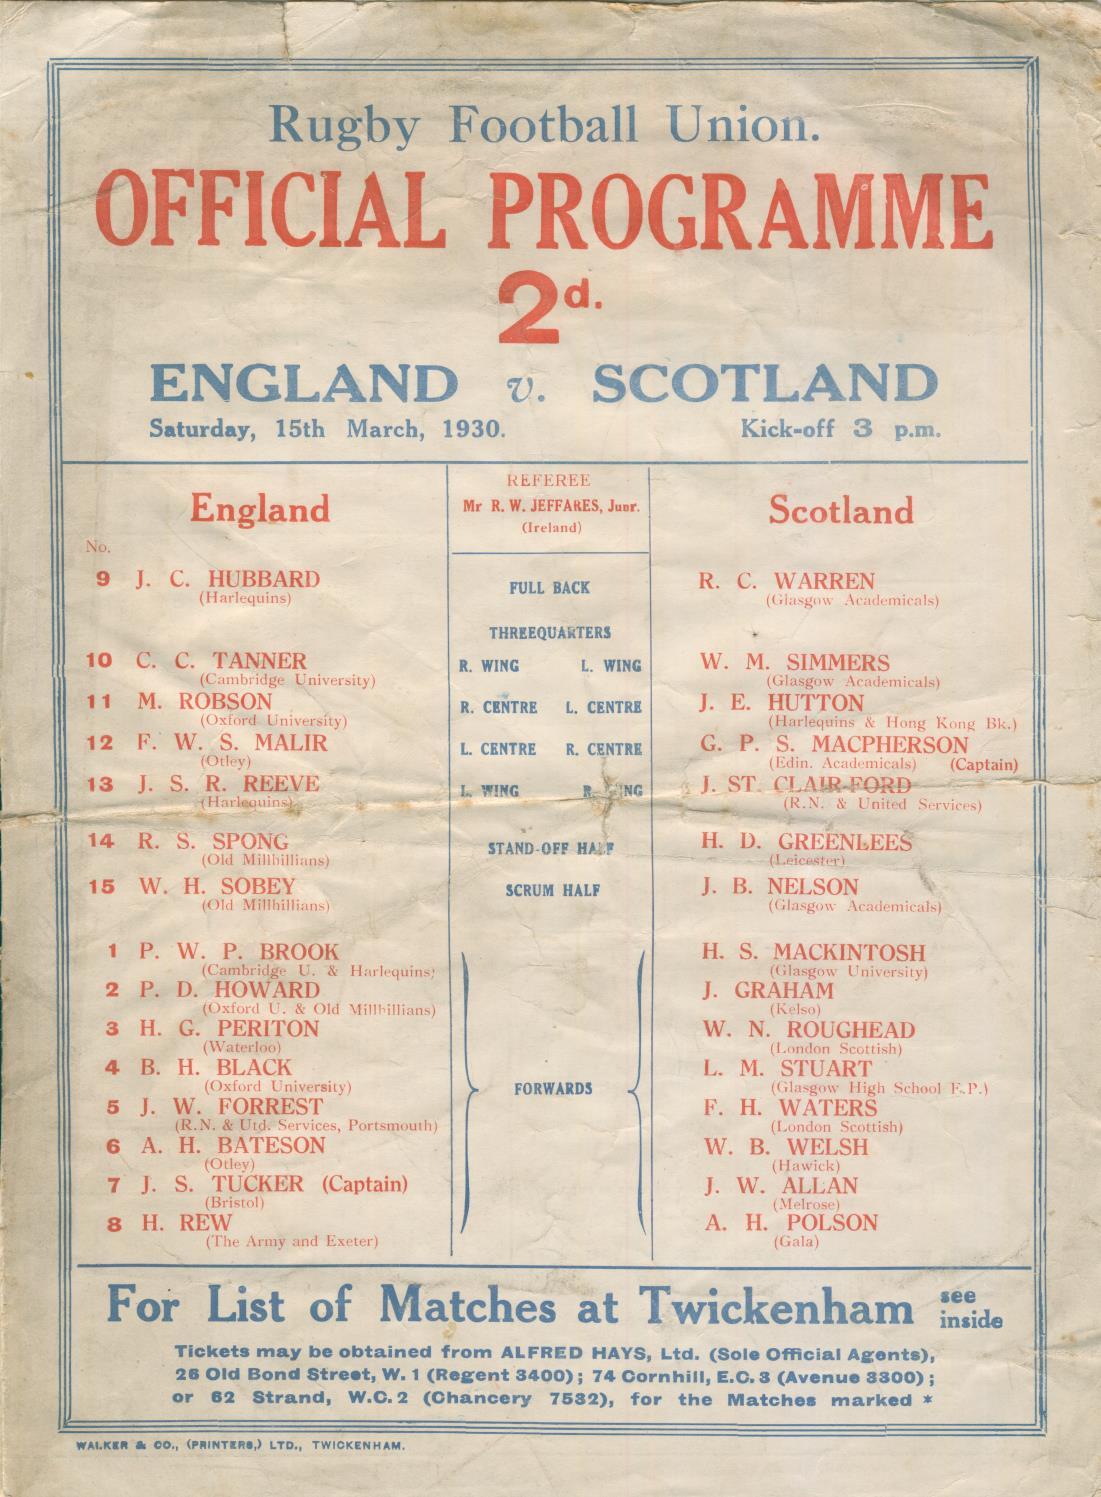 Rugby Football Union.
OFFICIAL PROGRAMME
2d.
ENGLAND v. SCOTLAND
Saturday, 15th March, 1930. Kick-off 3 p.m.
England
REFEREE
Mr R. W. JEFFARES, Junr.
(Ireland)
Scotland
No.
9 J. C. HUBBARD FULL BACK R. C. WARREN
(Harlequins) (Glasgow Academicals)
THREEQUARTERS
10 C. C. TANNER R. WING L. WING W. M. SIMMERS
(Cambridge University) (Glasgow Academicals)
11 M. ROBSON R. CENTRE L. CENTRE J. E. HUTTON
(Oxford University) (Harlequins & Hong Kong Bk.)
12 F. W. S. MALIR L. CENTRE R. CENTRE G. P. S. MACPHERSON
(Otley) (Edin. Academicals) (Captain)
13 J. S. R. REEVE L. WING R. WING J. ST. CLAIR-FORD
(Harlequins) (R.N. & United Services)
14 R. S. SPONG STAND-OFF HALF H. D. GREENLEES
(Old Millhillians) (Leicester)
15 W. H. SOBEY SCRUM HALF J. B. NELSON
(Old Millhillians) (Glasgow Academicals)
1 P. W. P. BROOK H. S. MACKINTOSH
(Cambridge U. & Harlequins) (Glasgow University)
2 P. D. HOWARD J. GRAHAM
(Oxford U. & Old Millhillians) (Kelso)
3 H. G. PERITON W. N. ROUGHEAD
(Waterloo) (London Scottish)
4 B. H. BLACK FORWARDS L. M. STUART
(Oxford University) (Glasgow High School F.P.)
5 J. W. FORREST F. H. WATERS
(R.N. & Utd. Services, Portsmouth) (London Scottish)
6 A. H. BATESON W. B. WELSH
(Otley) (Hawick)
7 J. S. TUCKER (Captain) J. W. ALLAN
(Bristol) (Melrose)
8 H. REW A. H. POLSON
(The Army and Exeter) (Gala)
For List of Matches at Twickenham see inside
Tickets may be obtained from ALFRED HAYS, Ltd. (Sole Official Agents),
26 Old Bond Street, W. 1 (Regent 3400); 74 Cornhill, E.C. 3 (Avenue 3300);
or 62 Strand, W.C. 2 (Chancery 7532), for the Matches marked *
WALKER & CO., (PRINTERS,) LTD., TWICKENHAM.